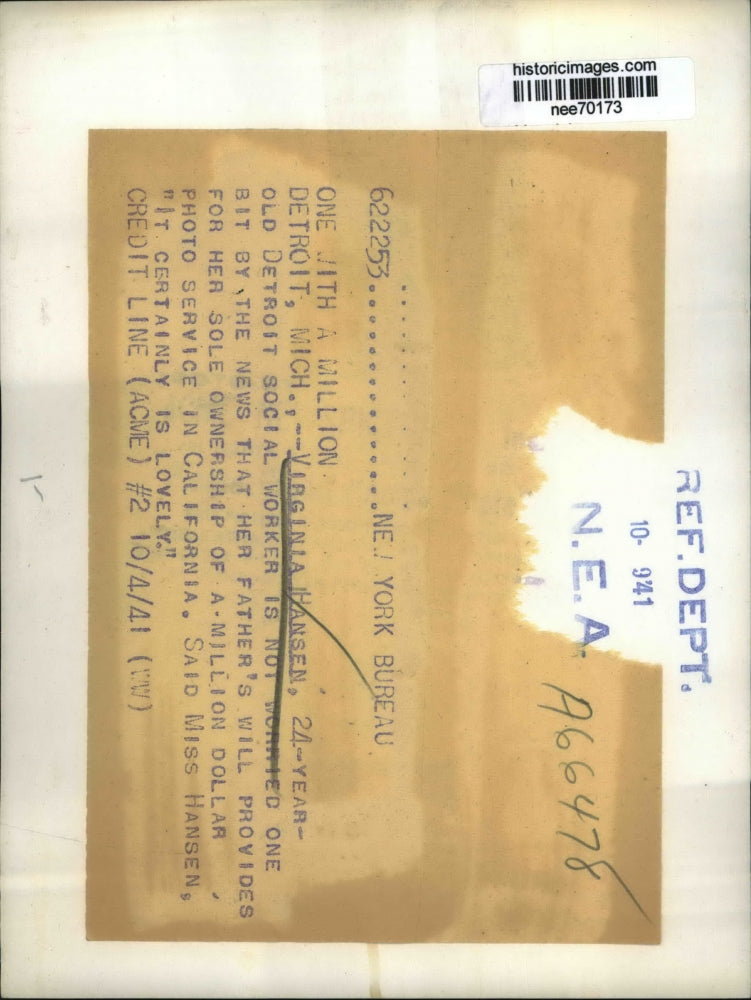 historicimages.com
nee70173
REF.DEPT.
10- 941
N.E.A.
A66478
622253....................NE./ YORK BUREAU
ONE /ITH A MILLION
DETROIT, MICH.,--VIRGINIA HANSEN, 24-YEAR-
OLD DETROIT SOCIAL WORKER IS NOT WORRIED ONE
BIT BY THE NEWS THAT HER FATHER'S WILL PROVIDES
FOR HER SOLE OWNERSHIP OF A-MILLION DOLLAR
PHOTO SERVICE IN CALIFORNIA. SAID MISS HANSEN,
"IT CERTAINLY IS LOVELY."
CREDIT LINE (ACME) #2 10/4/41 (WW)